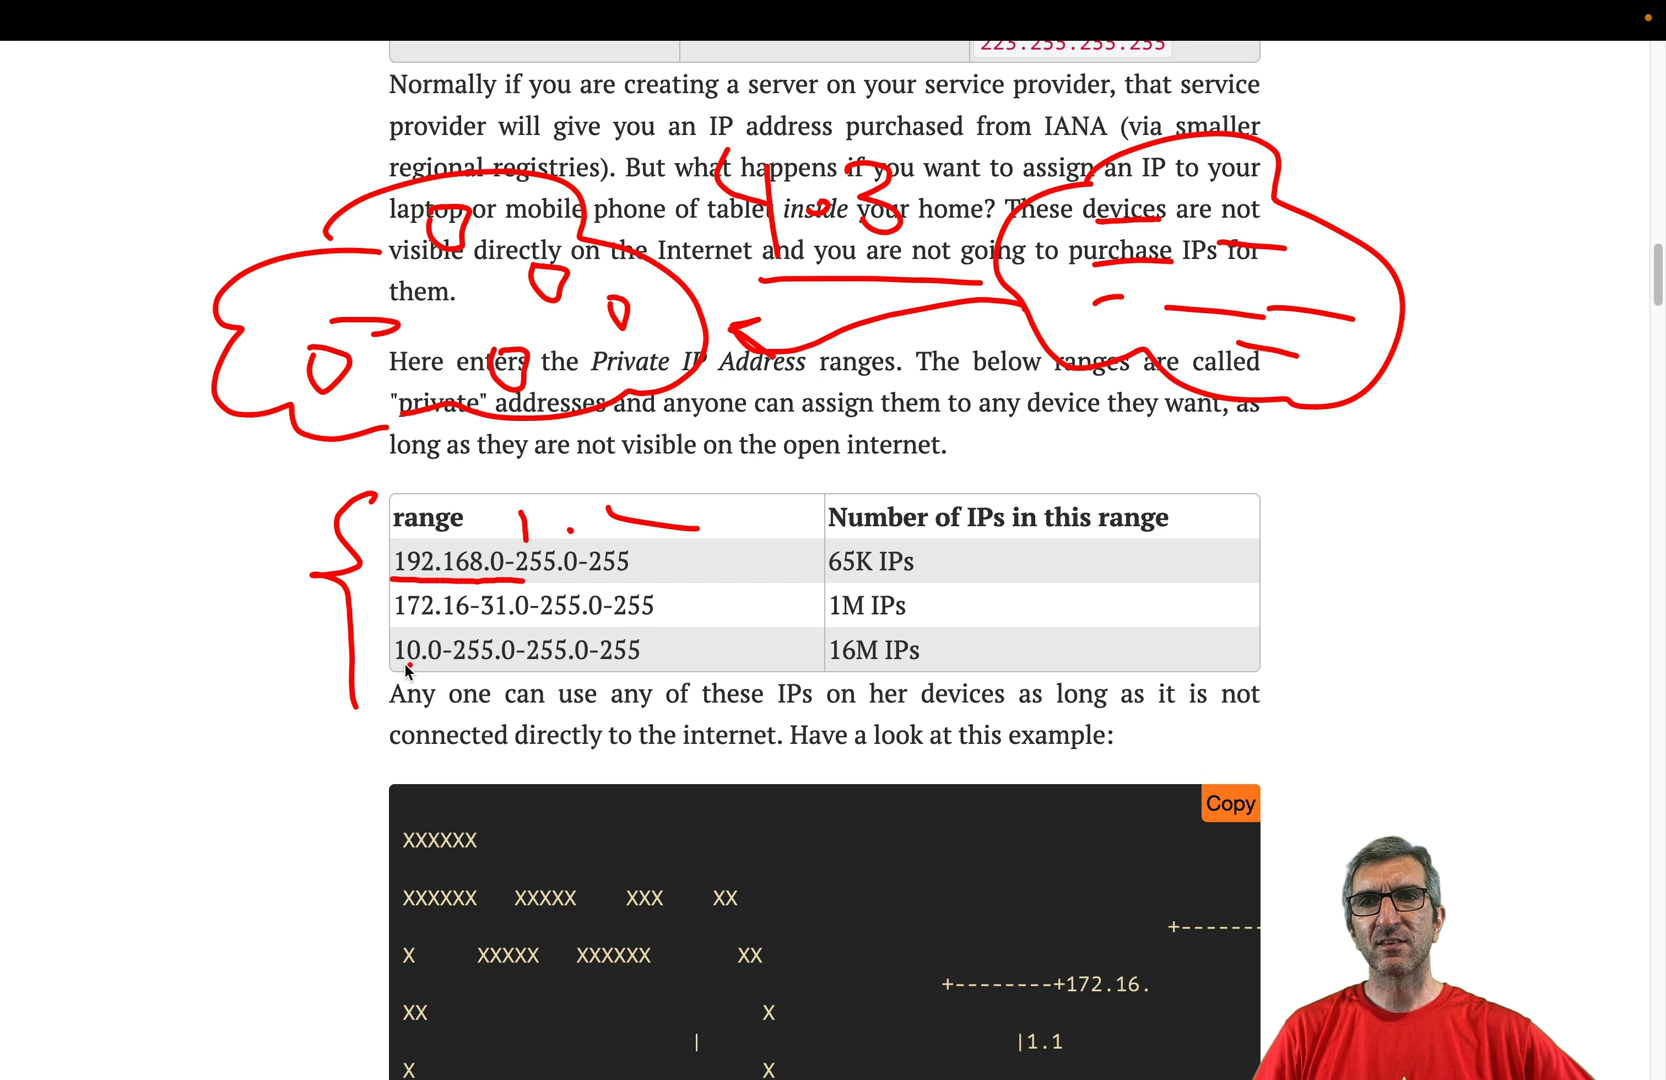 223.255.255.255
Normally if you are creating a server on your service provider, that service
provider will give you an IP address purchased from IANA (via smaller
regional registries). But what happens if you want to assign an IP to your
laptop or mobile phone of tablet inside your home? These devices are not
visible directly on the Internet and you are not going to purchase IPs for
them.
4.3
Here enters the Private IP Address ranges. The below ranges are called
"private" addresses and anyone can assign them to any device they want, as
long as they are not visible on the open internet.
range Number of IPs in this range
1.
192.168.0-255.0-255 65K IPs
172.16-31.0-255.0-255 1M IPs
10.0-255.0-255.0-255 16M IPs
Any one can use any of these IPs on her devices as long as it is not
connected directly to the internet. Have a look at this example:
Copy
XXXXXX
XXXXXX XXXXX XXX XX
+-------
X XXXXX XXXXXX XX
+--------+172.16.
XX X
| |1.1
X X